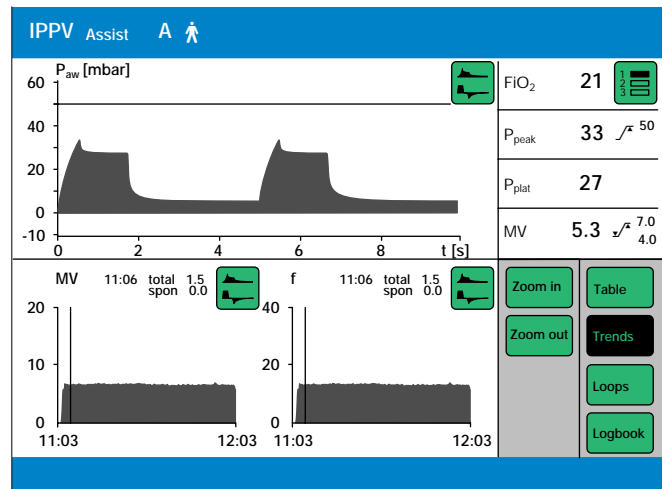 IPPV Assist A
Paw [mbar]
60
40
20
0
-10
0 2 4 6 8 t [s]
FiO2 21 1 2 3
Ppeak 33 50
Pplat 27
MV 5.3 7.0
4.0
MV 11:06 total 1.5
spon 0.0
20
10
0
11:03 12:03
f 11:06 total 1.5
spon 0.0
40
20
0
11:03 12:03
Zoom in
Zoom out
Table
Trends
Loops
Logbook